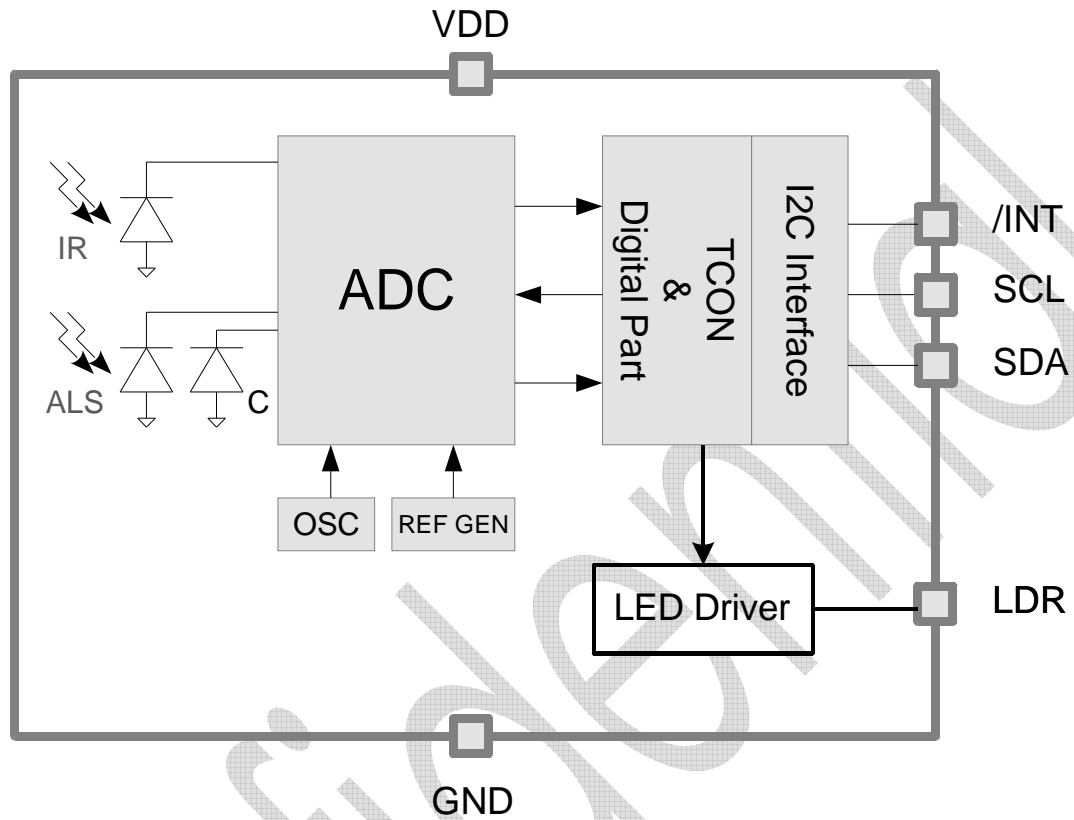 VDD
IR
ADC
ALS
C
OSC
REF GEN
TCON
&
Digital Part
I2C Interface
/INT
SCL
SDA
LED Driver
LDR
GND